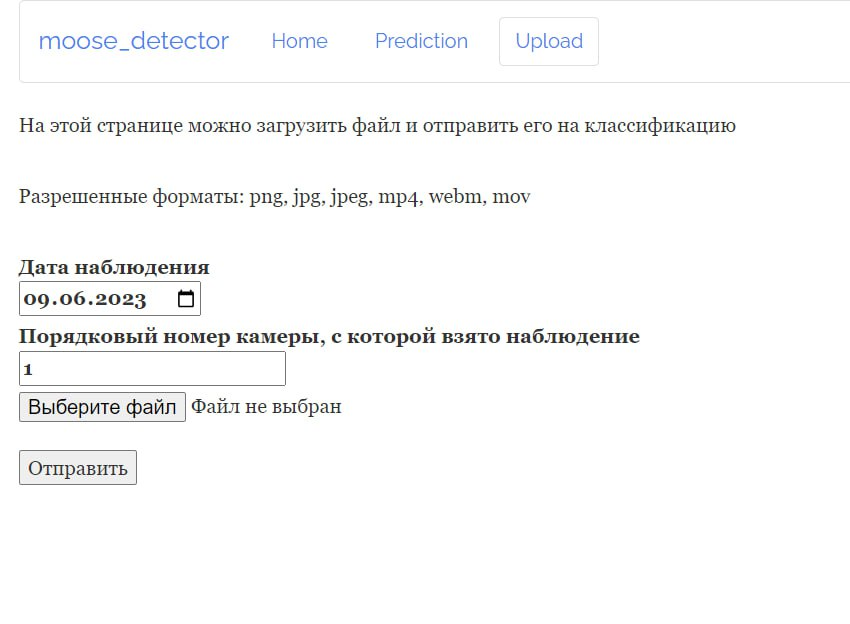 moose_detector Home Prediction Upload
На этой странице можно загрузить файл и отправить его на классификацию
Разрешенные форматы: png, jpg, jpeg, mp4, webm, mov
Дата наблюдения
09.06.2023
Порядковый номер камеры, с которой взято наблюдение
1
Выберите файл Файл не выбран
Отправить